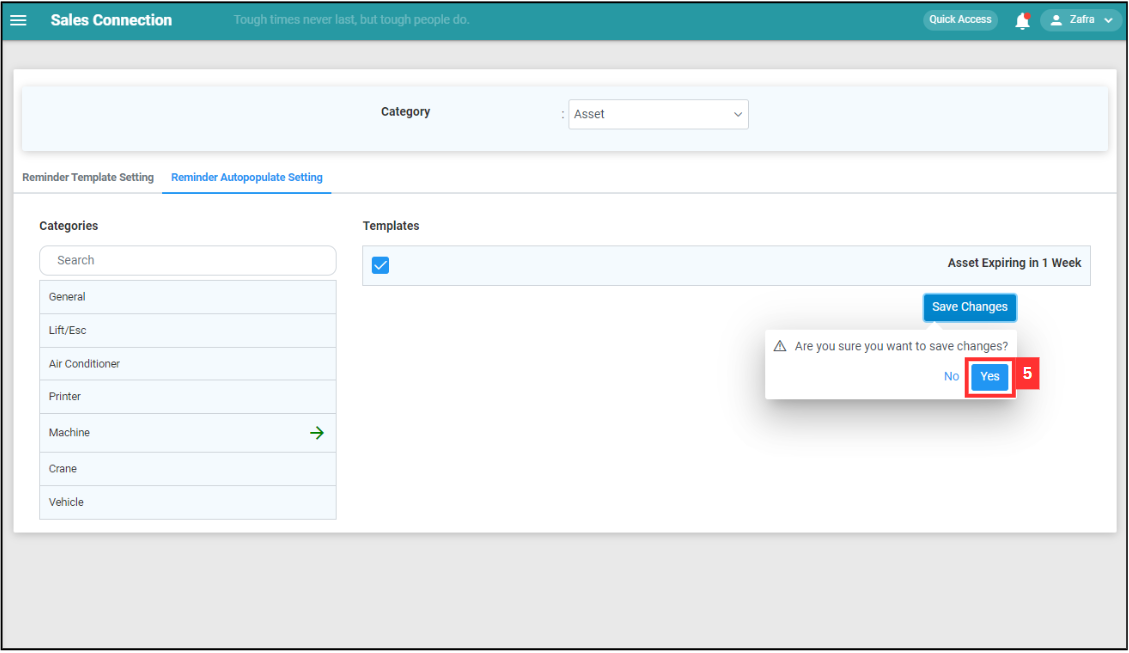 Sales Connection
Tough times never last, but tough people do.
Quick Access
Zafra
Category
: Asset
Reminder Template Setting
Reminder Autopopulate Setting
Categories
Templates
Search
Asset Expiring in 1 Week
General
Save Changes
Lift/Esc
Are you sure you want to save changes?
Air Conditioner
No
Yes
5
Printer
Machine
Crane
Vehicle